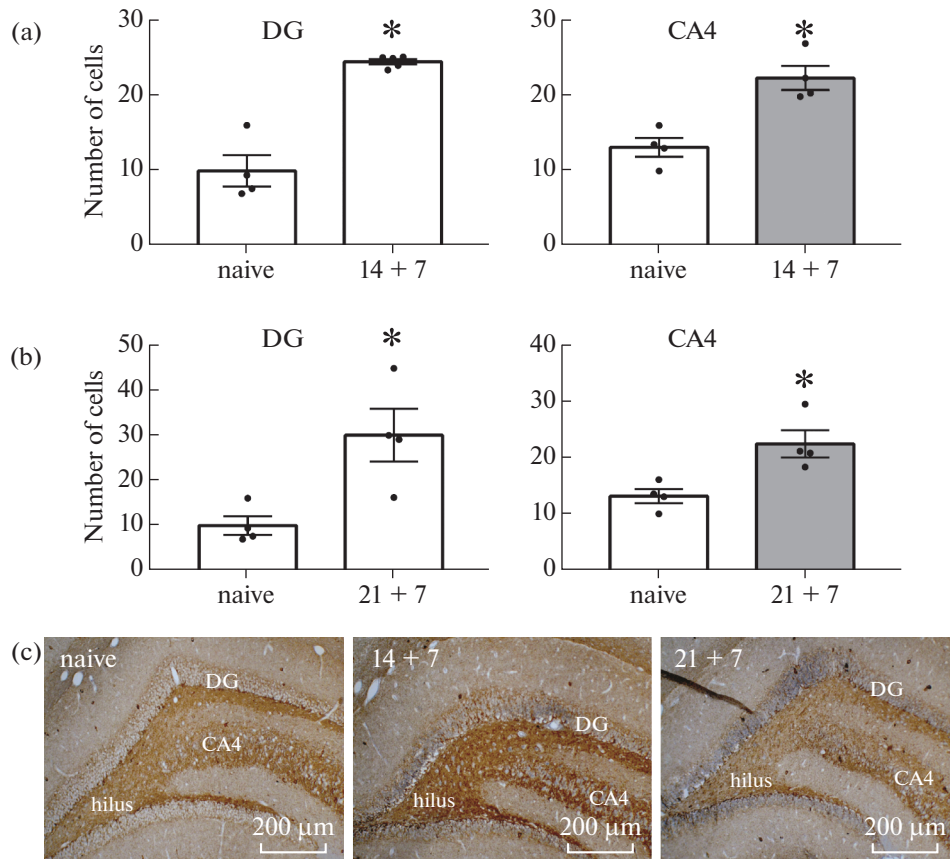 (a)
DG
*
Number of cells
30
20
10
0
naive
14 + 7
CA4
*
30
20
10
0
naive
14 + 7
(b)
DG
*
Number of cells
50
40
30
20
10
0
naive
21 + 7
CA4
*
40
30
20
10
0
naive
21 + 7
(c)
naive
DG
CA4
hilus
200 μm
14 + 7
DG
hilus
CA4
200 μm
21 + 7
DG
hilus
CA4
200 μm